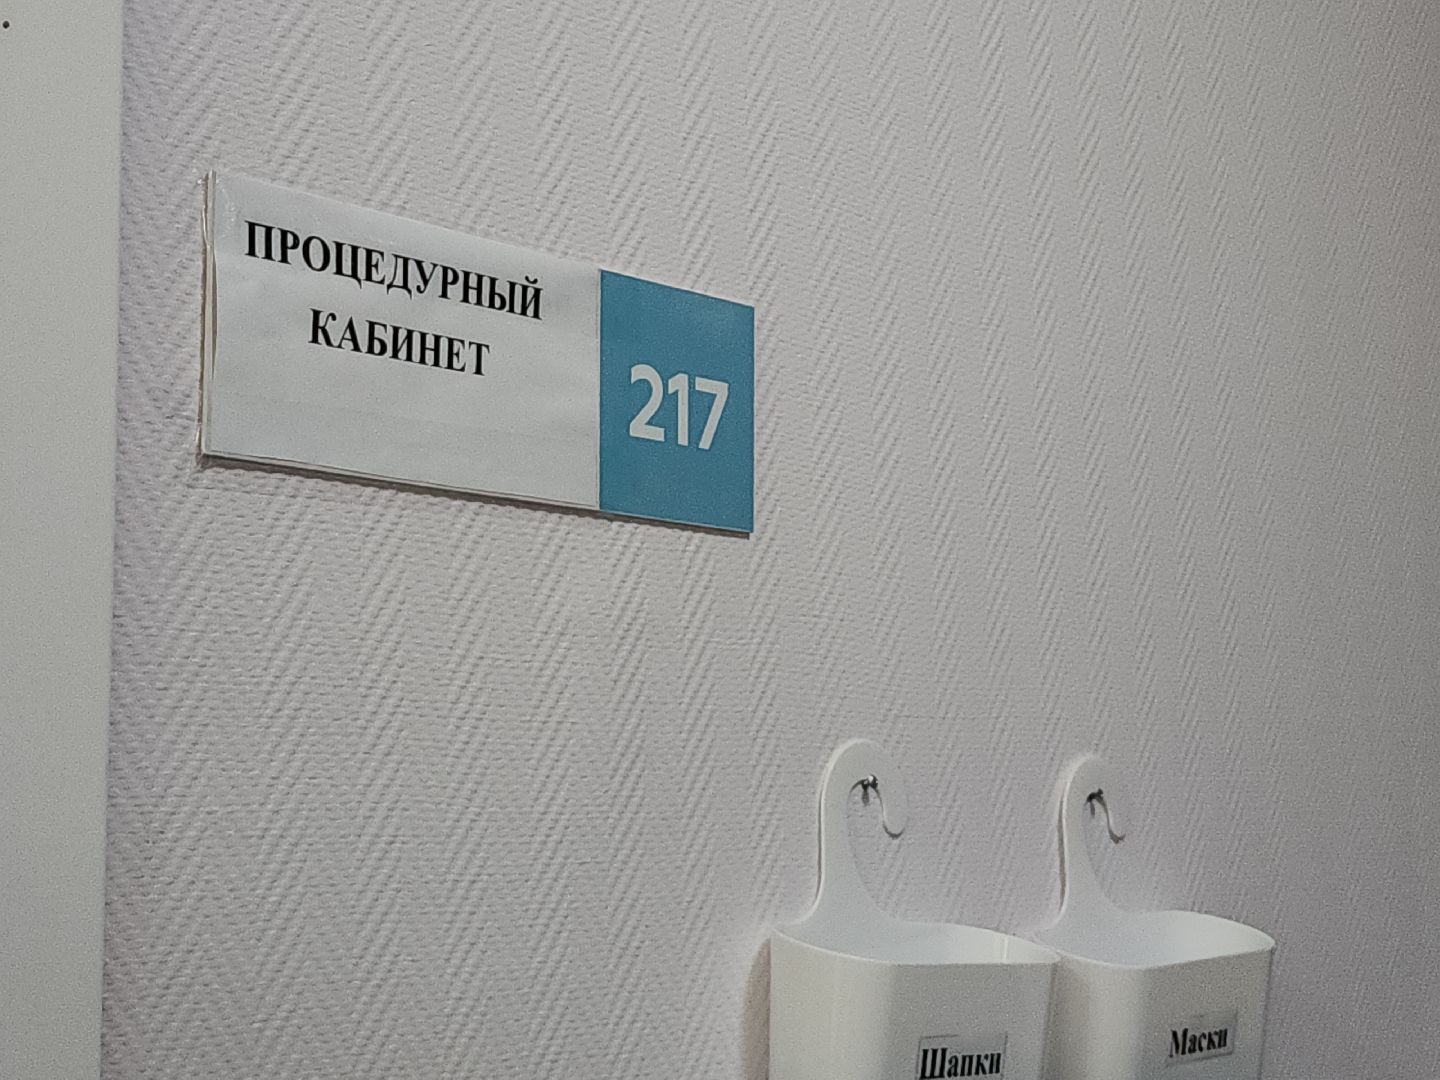 ПРОЦЕДУРНЫЙ
КАБИНЕТ
217
Шапки
Маски